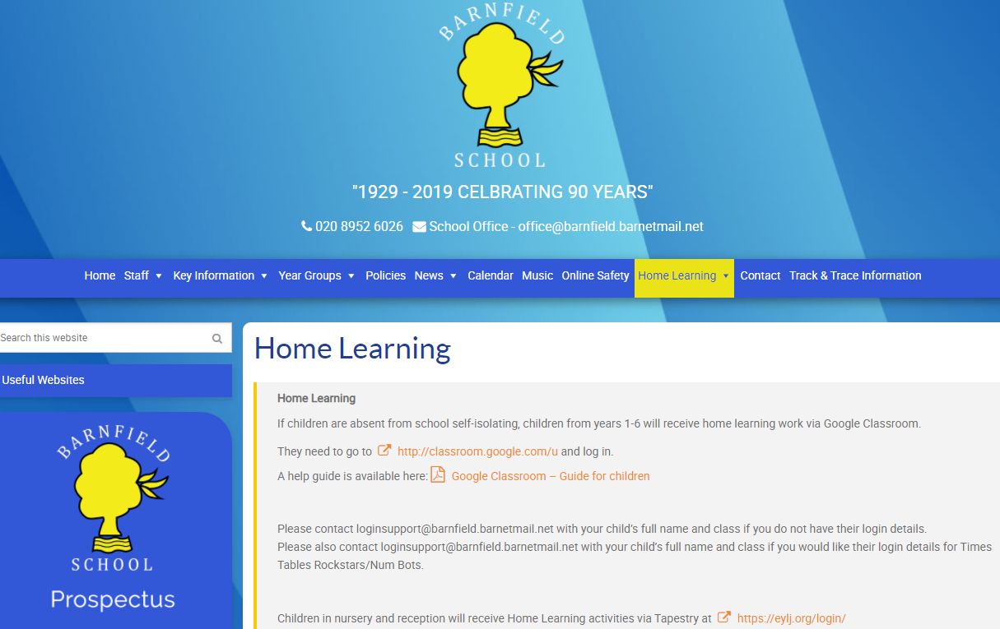 BARNFIELD
SCHOOL
"1929 - 2019 CELBRATING 90 YEARS"
020 8952 6026 School Office - office@barnfield.barnetmail.net
Home Staff Key Information Year Groups Policies News Calendar Music Online Safety Home Learning Contact Track & Trace Information
Search this website
Useful Websites
BARNFIELD
SCHOOL
Prospectus
Home Learning
Home Learning
If children are absent from school self-isolating, children from years 1-6 will receive home learning work via Google Classroom.
They need to go to http://classroom.google.com/u and log in.
A help guide is available here: Google Classroom – Guide for children
Please contact loginsupport@barnfield.barnetmail.net with your child's full name and class if you do not have their login details.
Please also contact loginsupport@barnfield.barnetmail.net with your child's full name and class if you would like their login details for Times
Tables Rockstars/Num Bots.
Children in nursery and reception will receive Home Learning activities via Tapestry at https://eylj.org/login/